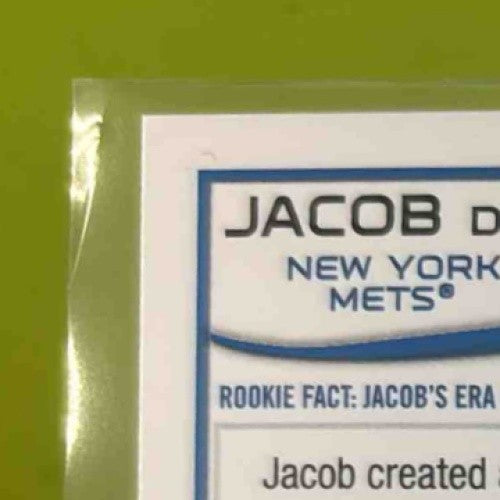 JACOB D
NEW YORK
METS®
ROOKIE FACT: JACOB'S ERA
Jacob created